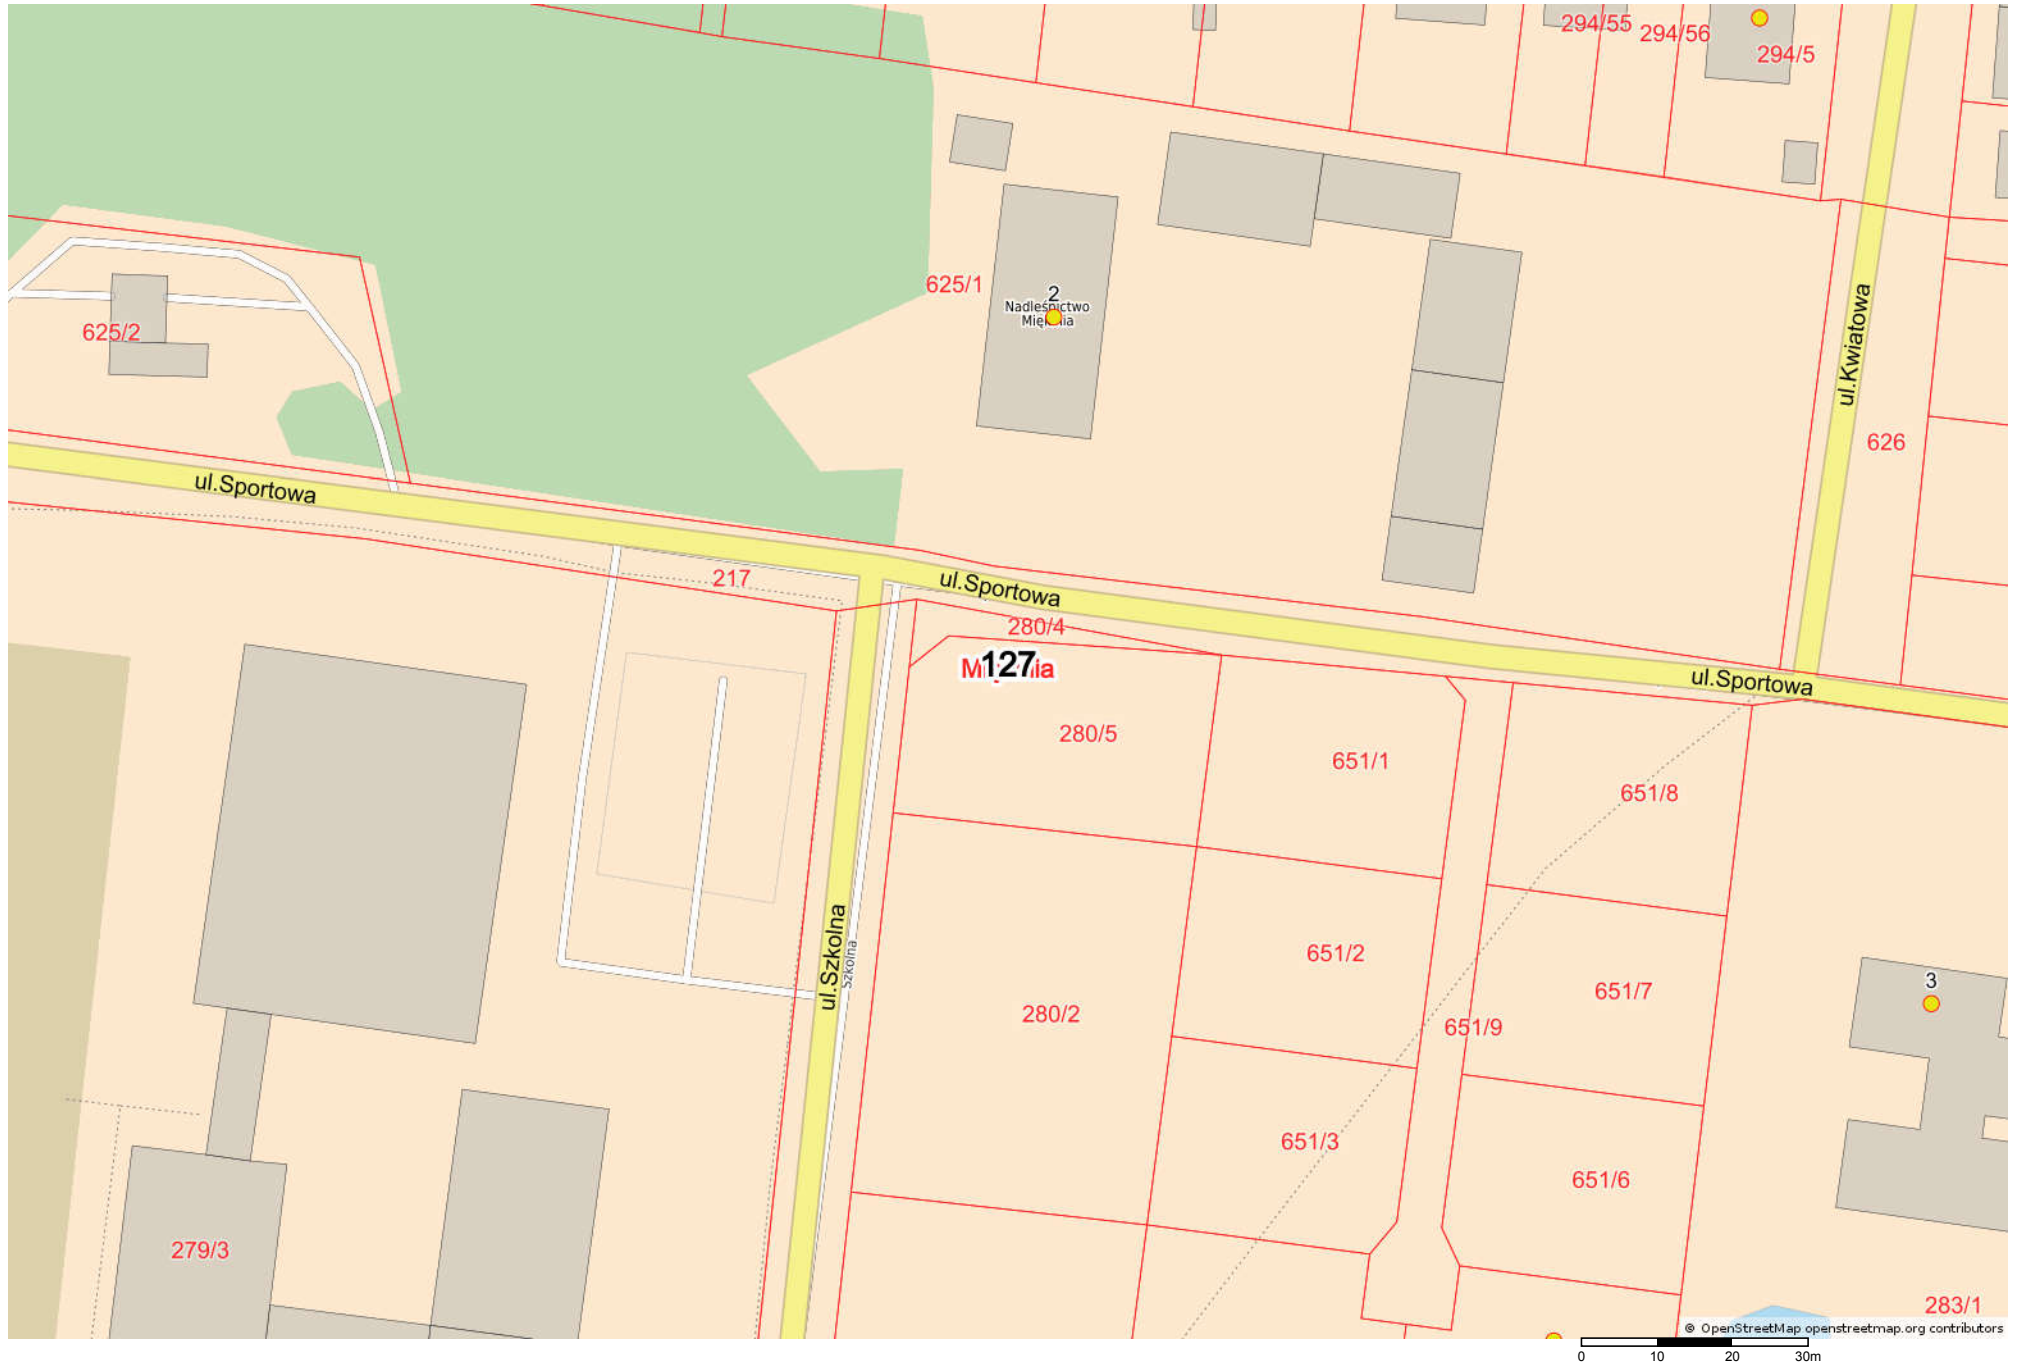 294/55
294/56
294/5
625/1
2
Nadleśnictwo
625/2
ul.Kwiatowa
626
ul.Sportowa
217
ul.Sportowa
280/4
127
ul.Sportowa
280/5
651/1
651/8
ul.Szkolna
Szkolna
651/2
651/7
3
280/2
651/9
651/3
651/6
279/3
283/1
© OpenStreetMap openstreetmap.org contributors
0 10 20 30m